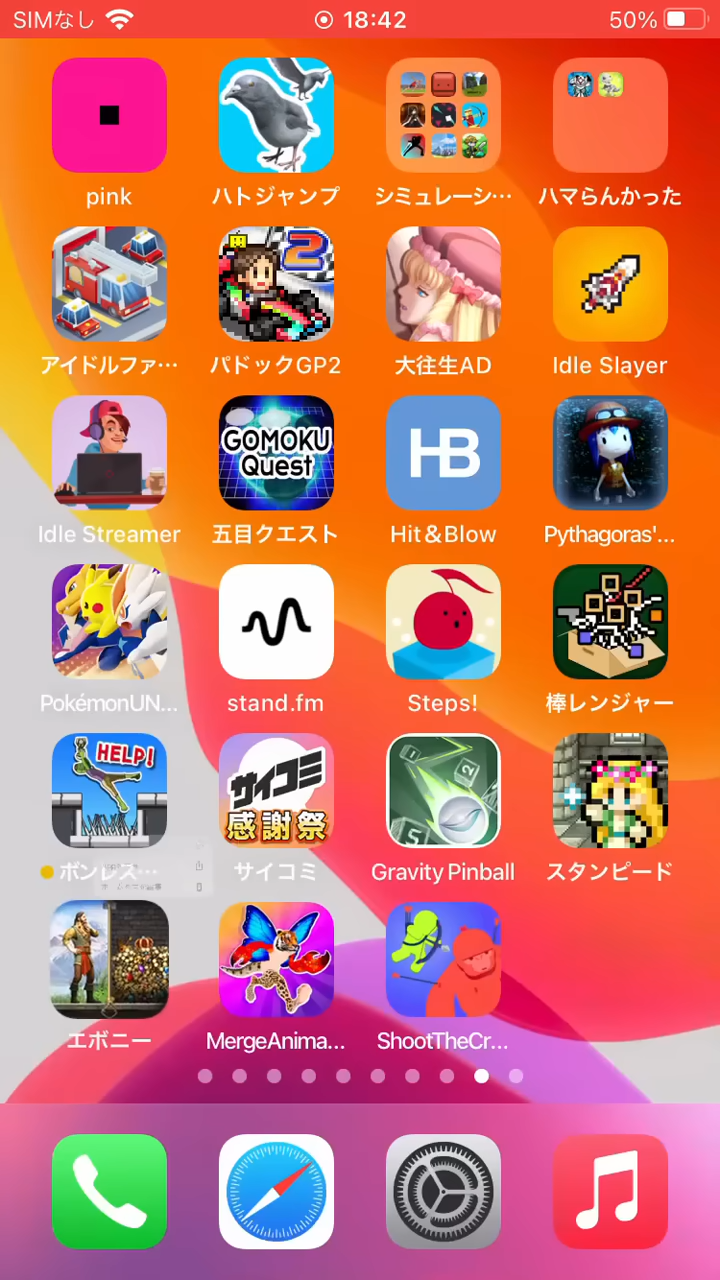 SIMなし 18:42 50%
pink ハトジャンプ シミュレーシ… ハマらんかった
2
アイドルファ… パドックGP2 大往生AD Idle Slayer
GOMOKU
Quest
HB
Idle Streamer 五目クエスト Hit＆Blow Pythagoras'...
PokémonUN... stand.fm Steps! 棒レンジャー
HELP!
サイコミ
感謝祭
1
2
5
ボンレス… サイコミ Gravity Pinball スタンピード
エボニー MergeAnima... ShootTheCr...